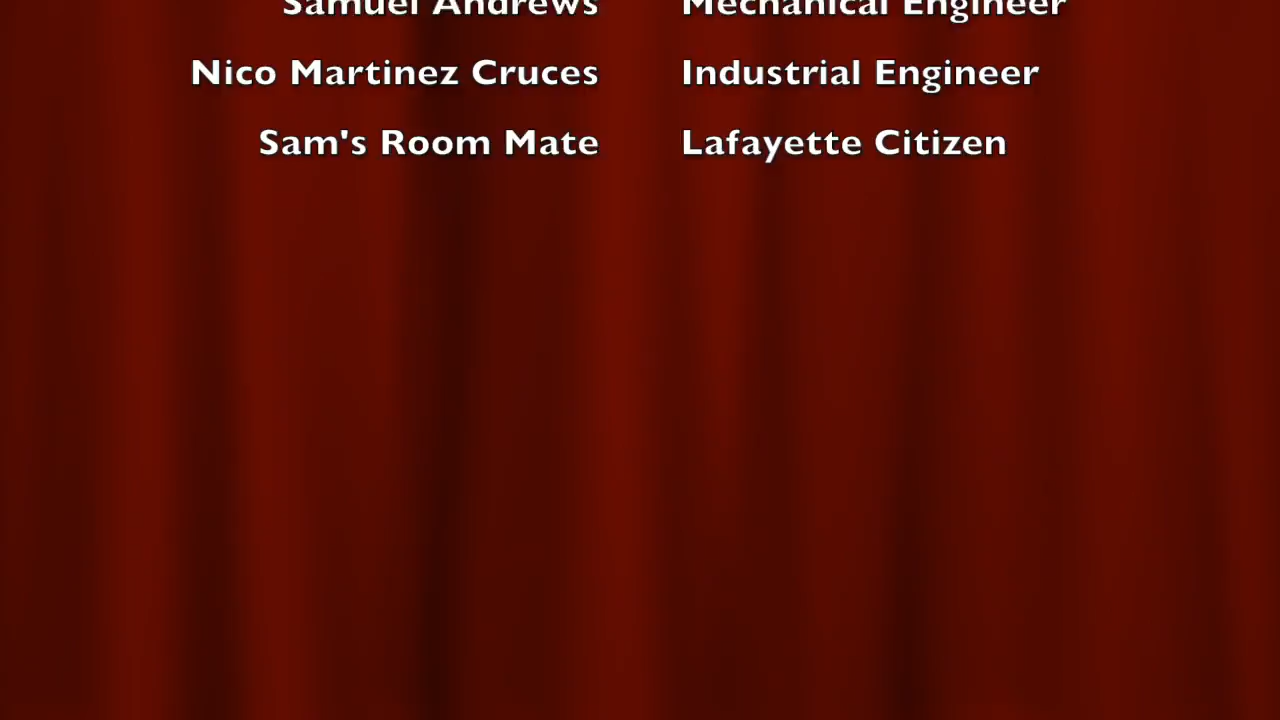 Samuel Andrews Mechanical Engineer
Nico Martinez Cruces Industrial Engineer
Sam's Room Mate Lafayette Citizen